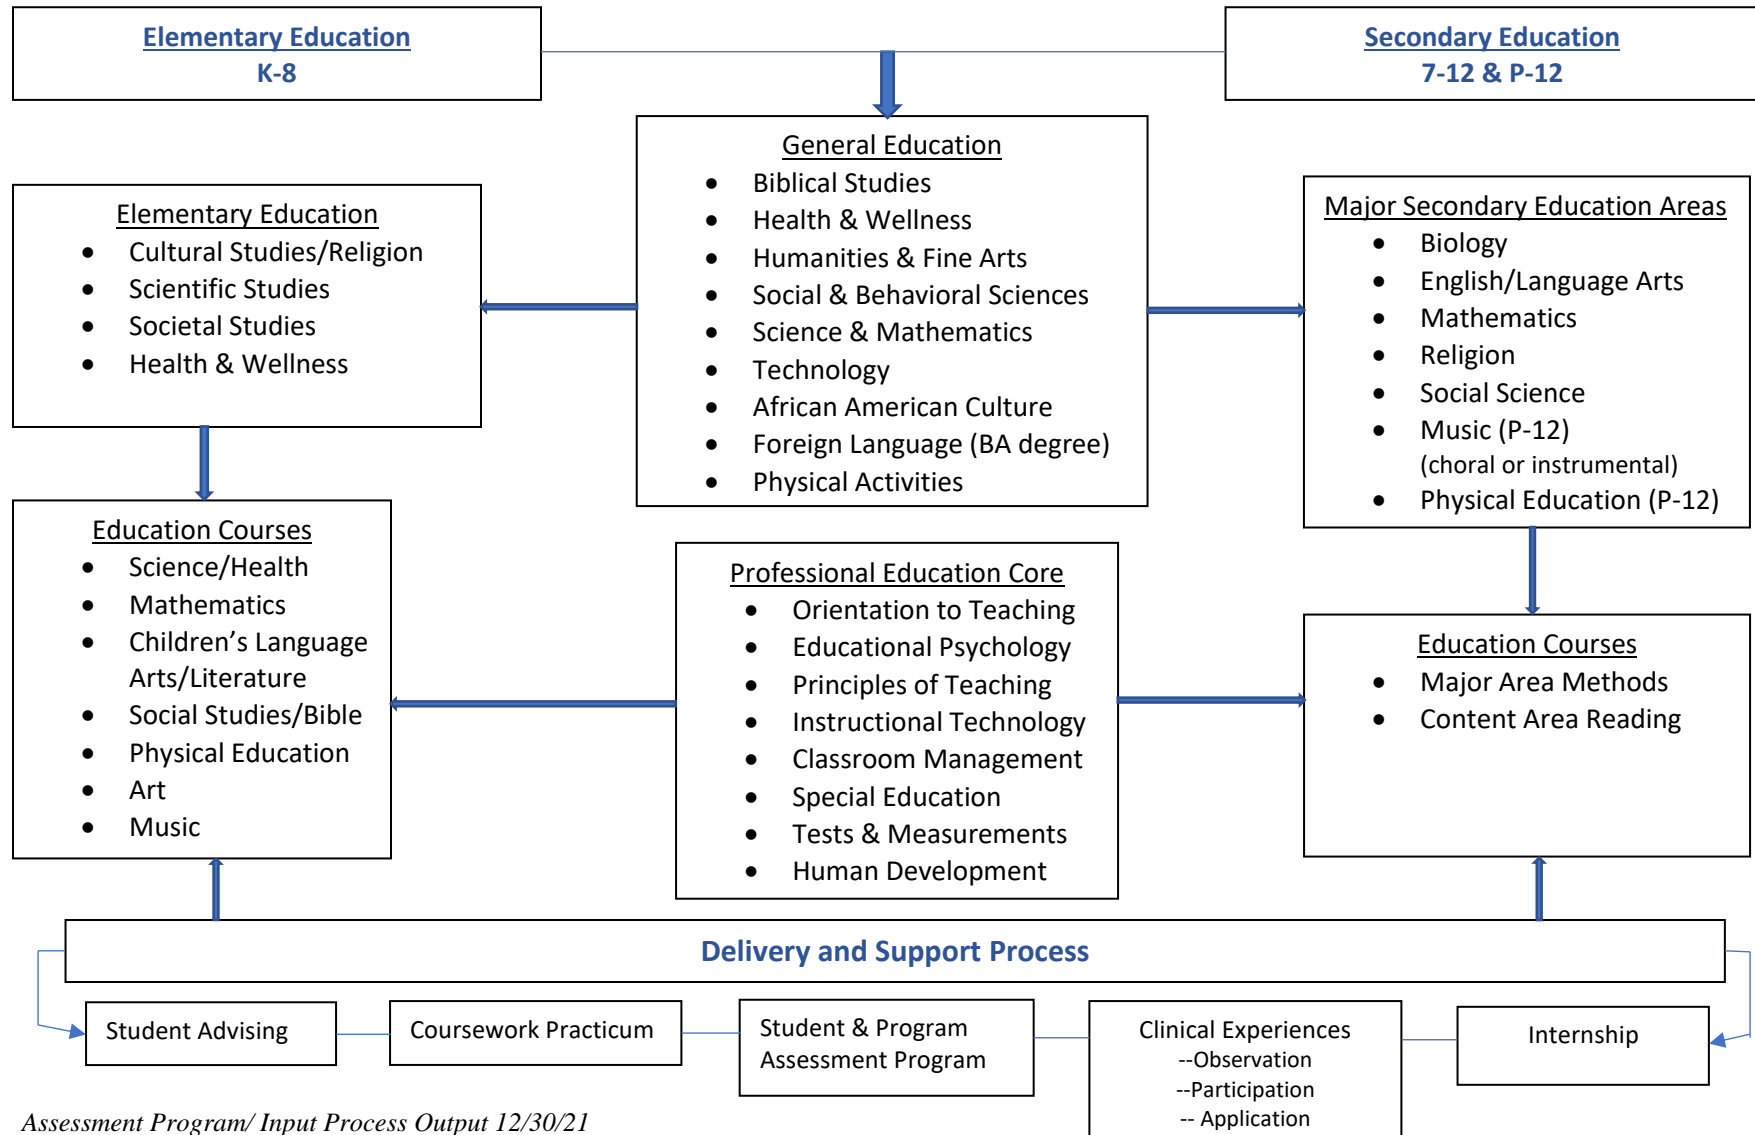 Elementary Education
K-8
Secondary Education
7-12 & P-12
General Education
• Biblical Studies
• Health & Wellness
• Humanities & Fine Arts
• Social & Behavioral Sciences
• Science & Mathematics
• Technology
• African American Culture
• Foreign Language (BA degree)
• Physical Activities
Elementary Education
• Cultural Studies/Religion
• Scientific Studies
• Societal Studies
• Health & Wellness
Major Secondary Education Areas
• Biology
• English/Language Arts
• Mathematics
• Religion
• Social Science
• Music (P-12)
(choral or instrumental)
• Physical Education (P-12)
Education Courses
• Science/Health
• Mathematics
• Children’s Language
Arts/Literature
• Social Studies/Bible
• Physical Education
• Art
• Music
Professional Education Core
• Orientation to Teaching
• Educational Psychology
• Principles of Teaching
• Instructional Technology
• Classroom Management
• Special Education
• Tests & Measurements
• Human Development
Education Courses
• Major Area Methods
• Content Area Reading
Delivery and Support Process
Student Advising
Coursework Practicum
Student & Program
Assessment Program
Clinical Experiences
--Observation
--Participation
-- Application
Internship
Assessment Program/ Input Process Output 12/30/21